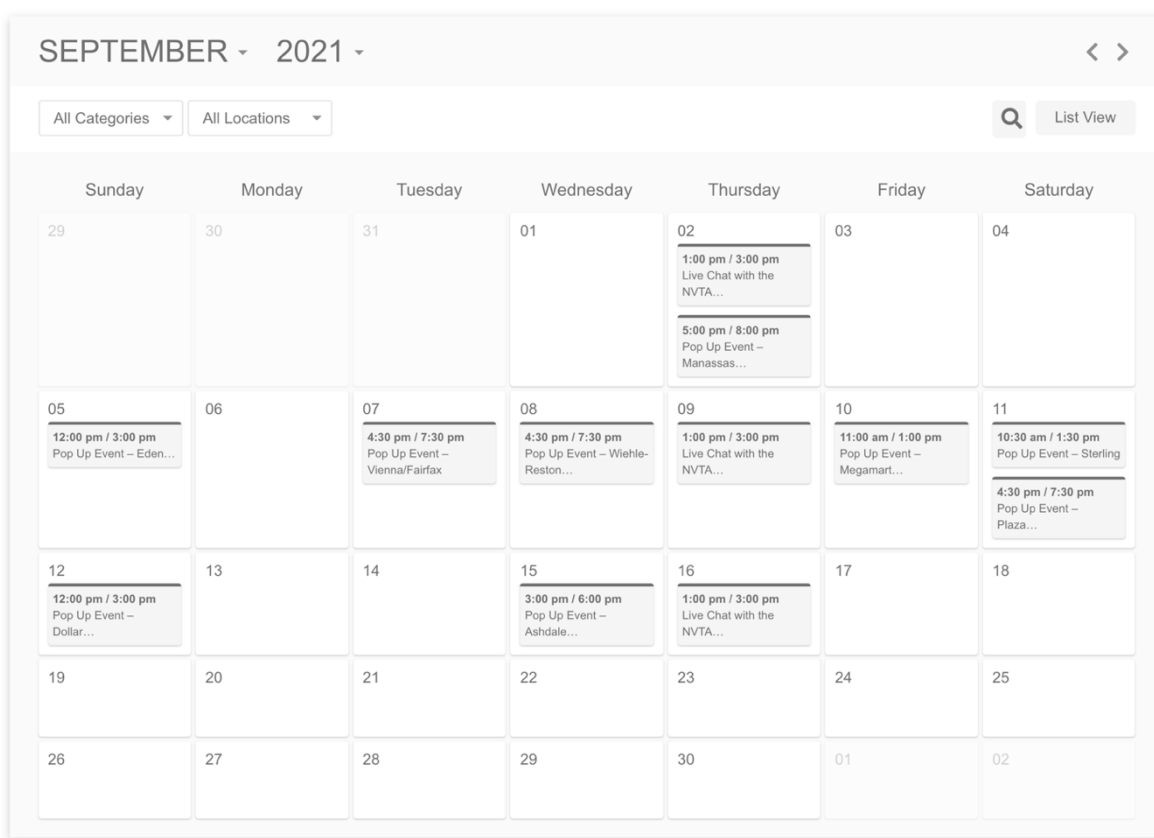 SEPTEMBER 2021
All Categories All Locations List View
Sunday Monday Tuesday Wednesday Thursday Friday Saturday
29 30 31 01 02 03 04
1:00 pm / 3:00 pm
Live Chat with the
NVTA…
5:00 pm / 8:00 pm
Pop Up Event –
Manassas…
05 06 07 08 09 10 11
12:00 pm / 3:00 pm
Pop Up Event – Eden…
4:30 pm / 7:30 pm
Pop Up Event –
Vienna/Fairfax
4:30 pm / 7:30 pm
Pop Up Event – Wiehle-
Reston…
1:00 pm / 3:00 pm
Live Chat with the
NVTA…
11:00 am / 1:00 pm
Pop Up Event –
Megamart…
10:30 am / 1:30 pm
Pop Up Event – Sterling
4:30 pm / 7:30 pm
Pop Up Event –
Plaza…
12 13 14 15 16 17 18
12:00 pm / 3:00 pm
Pop Up Event –
Dollar…
3:00 pm / 6:00 pm
Pop Up Event –
Ashdale…
1:00 pm / 3:00 pm
Live Chat with the
NVTA…
19 20 21 22 23 24 25
26 27 28 29 30 01 02